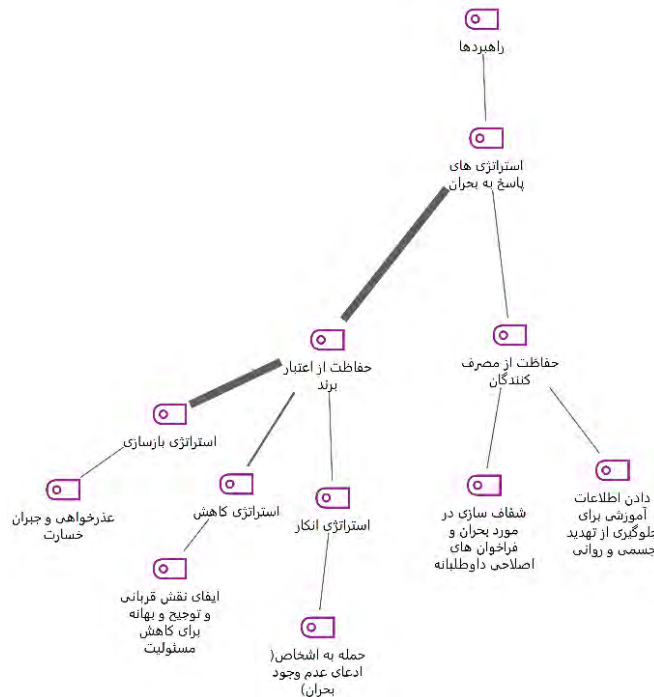 راهبردها
استراتژی های
پاسخ به بحران
حفاظت از اعتبار
برند
حفاظت از مصرف
کنندگان
استراتژی بازسازی
استراتژی کاهش
استراتژی انکار
عذرخواهی و جبران
خسارت
شفاف سازی در
مورد بحران و
فراخوان های
اصلاحی داوطلبانه
دادن اطلاعات
آموزشی برای
جلوگیری از تهدید
جسمی و روانی
ایفای نقش قربانی
و توجیح و بهانه
برای کاهش
مسئولیت
حمله به اشخاص(
ادعای عدم وجود
بحران)